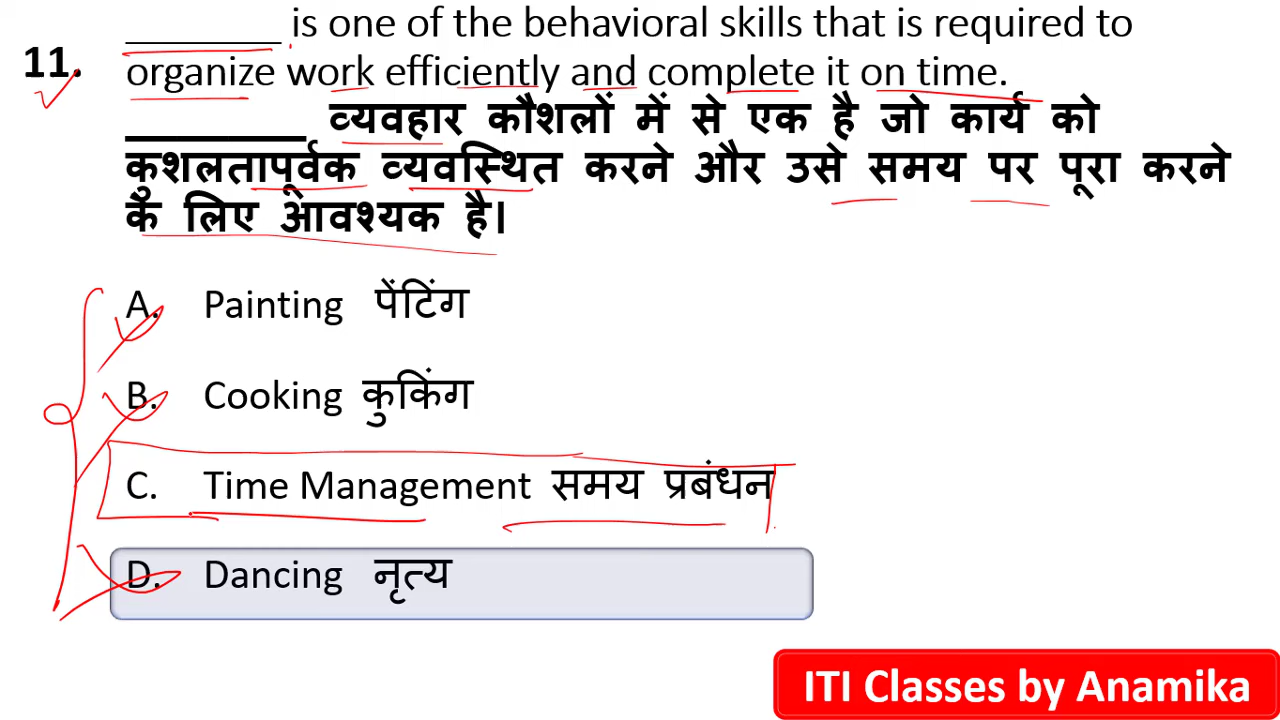 _______ is one of the behavioral skills that is required to
11. organize work efficiently and complete it on time.
_______ व्यवहार कौशलों में से एक है जो कार्य को
कुशलतापूर्वक व्यवस्थित करने और उसे समय पर पूरा करने
के लिए आवश्यक है।
A. Painting पेंटिंग
B. Cooking कुकिंग
C. Time Management समय प्रबंधन
D. Dancing नृत्य
ITI Classes by Anamika